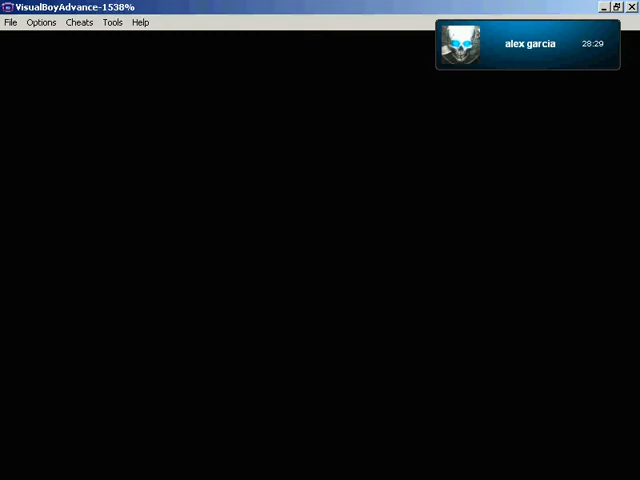 VisualBoyAdvance-1538%
File Options Cheats Tools Help
alex garcia 28:29